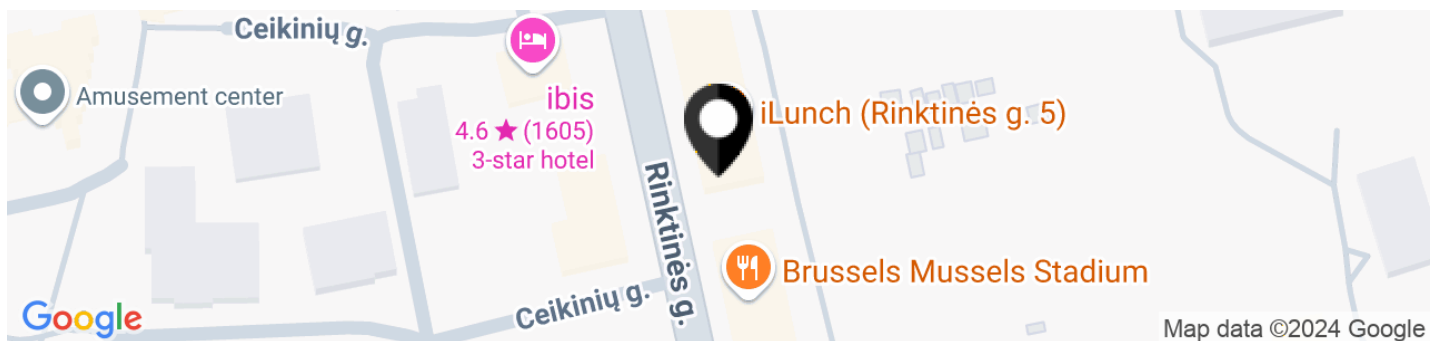 Ceikinių g.
Amusement center
ibis
4.6 ★ (1605)
3-star hotel
iLunch (Rinktinės g. 5)
Rinktinės g.
Brussels Mussels Stadium
Ceikinių g.
Google
Map data ©2024 Google